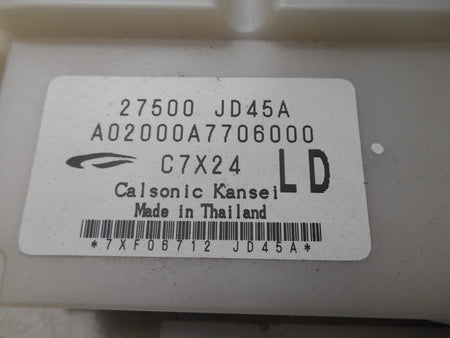 27500 JD45A
A02000A7706000
C7X24 LD
Calsonic Kansei
Made in Thailand
*7XF06712 JD45A*